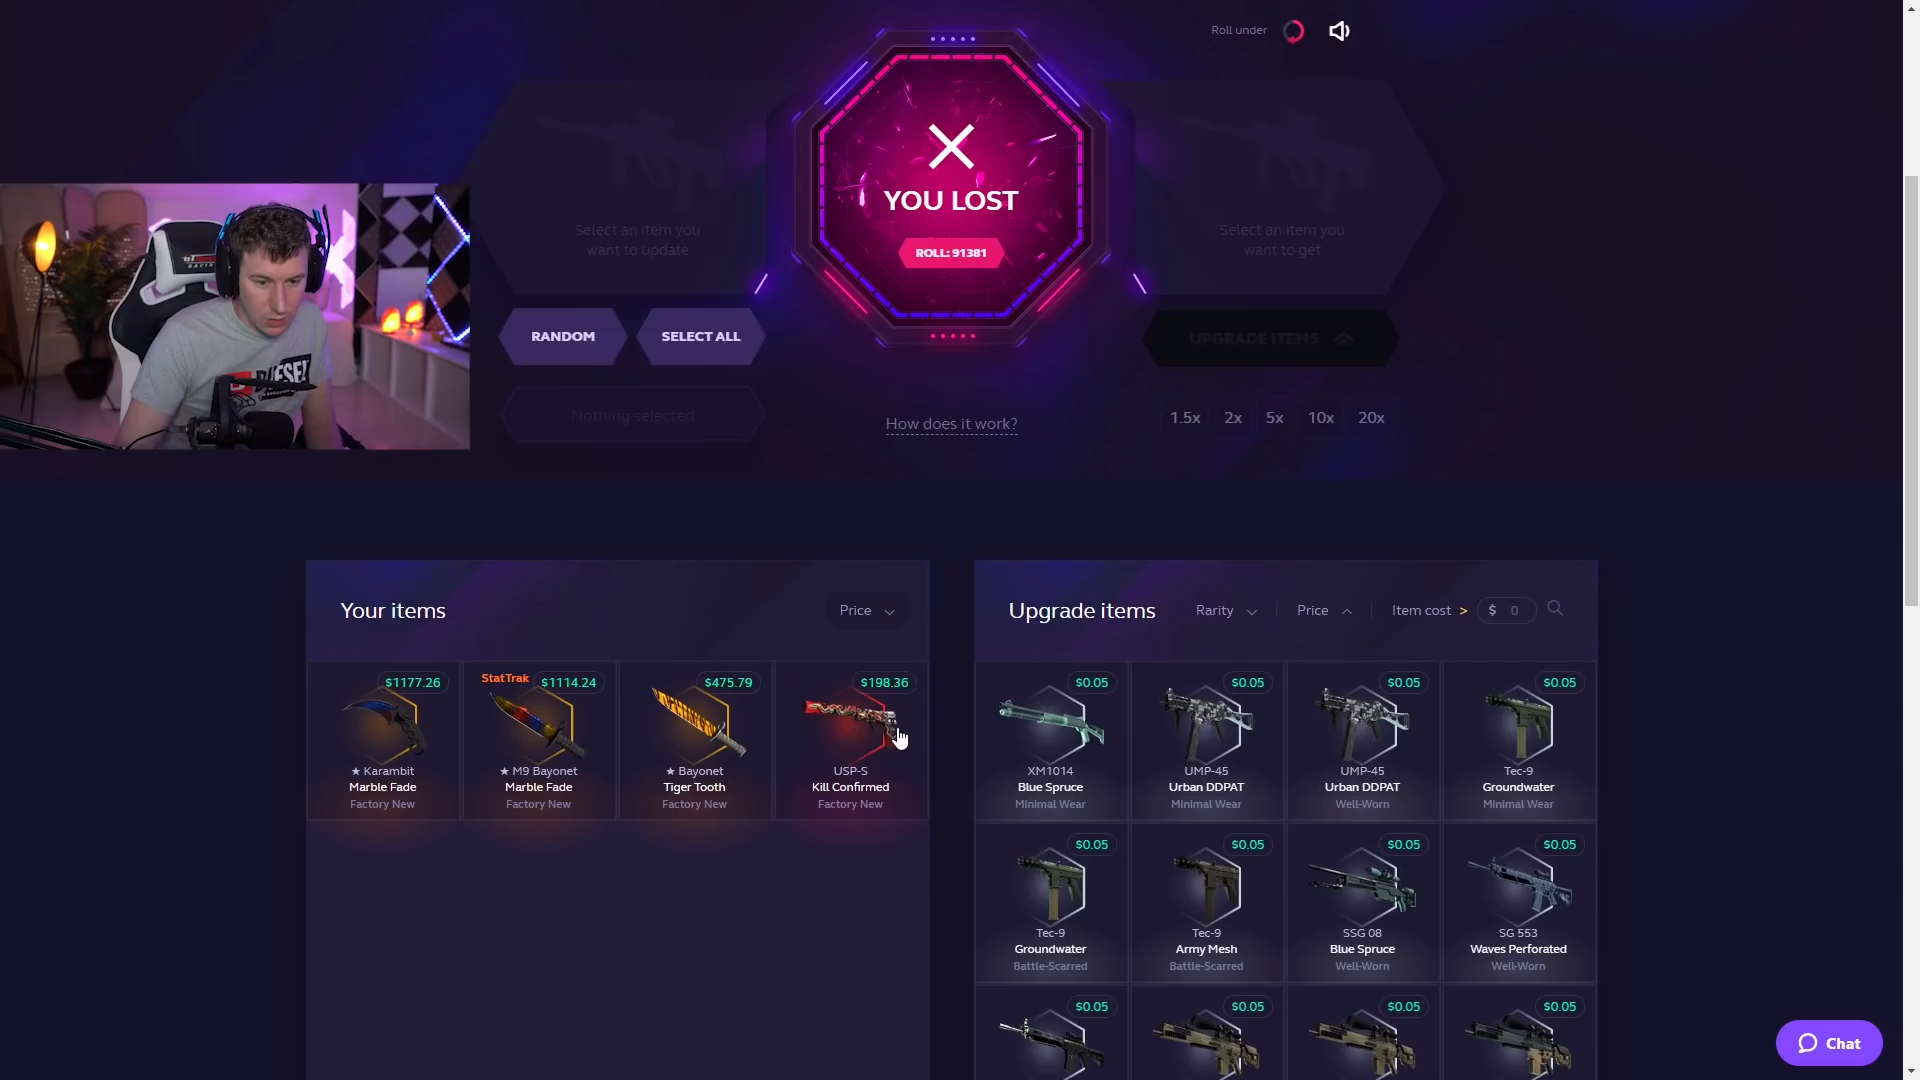 Roll under
YOU LOST
ROLL: 91381
Select an item you
want to update
Select an item you
want to get
RANDOM
SELECT ALL
UPGRADE ITEMS
Nothing selected
How does it work?
1.5x
2x
5x
10x
20x
Your items
Price
$1177.26
★ Karambit
Marble Fade
Factory New
StatTrak
$1114.24
★ M9 Bayonet
Marble Fade
Factory New
$475.79
★ Bayonet
Tiger Tooth
Factory New
$198.36
USP-S
Kill Confirmed
Factory New
Upgrade items
Rarity
Price
Item cost >
$ 0
$0.05
XM1014
Blue Spruce
Minimal Wear
$0.05
UMP-45
Urban DDPAT
Minimal Wear
$0.05
UMP-45
Urban DDPAT
Well-Worn
$0.05
Tec-9
Groundwater
Minimal Wear
$0.05
Tec-9
Groundwater
Battle-Scarred
$0.05
Tec-9
Army Mesh
Battle-Scarred
$0.05
SSG 08
Blue Spruce
Well-Worn
$0.05
SG 553
Waves Perforated
Well-Worn
$0.05
$0.05
$0.05
$0.05
Chat